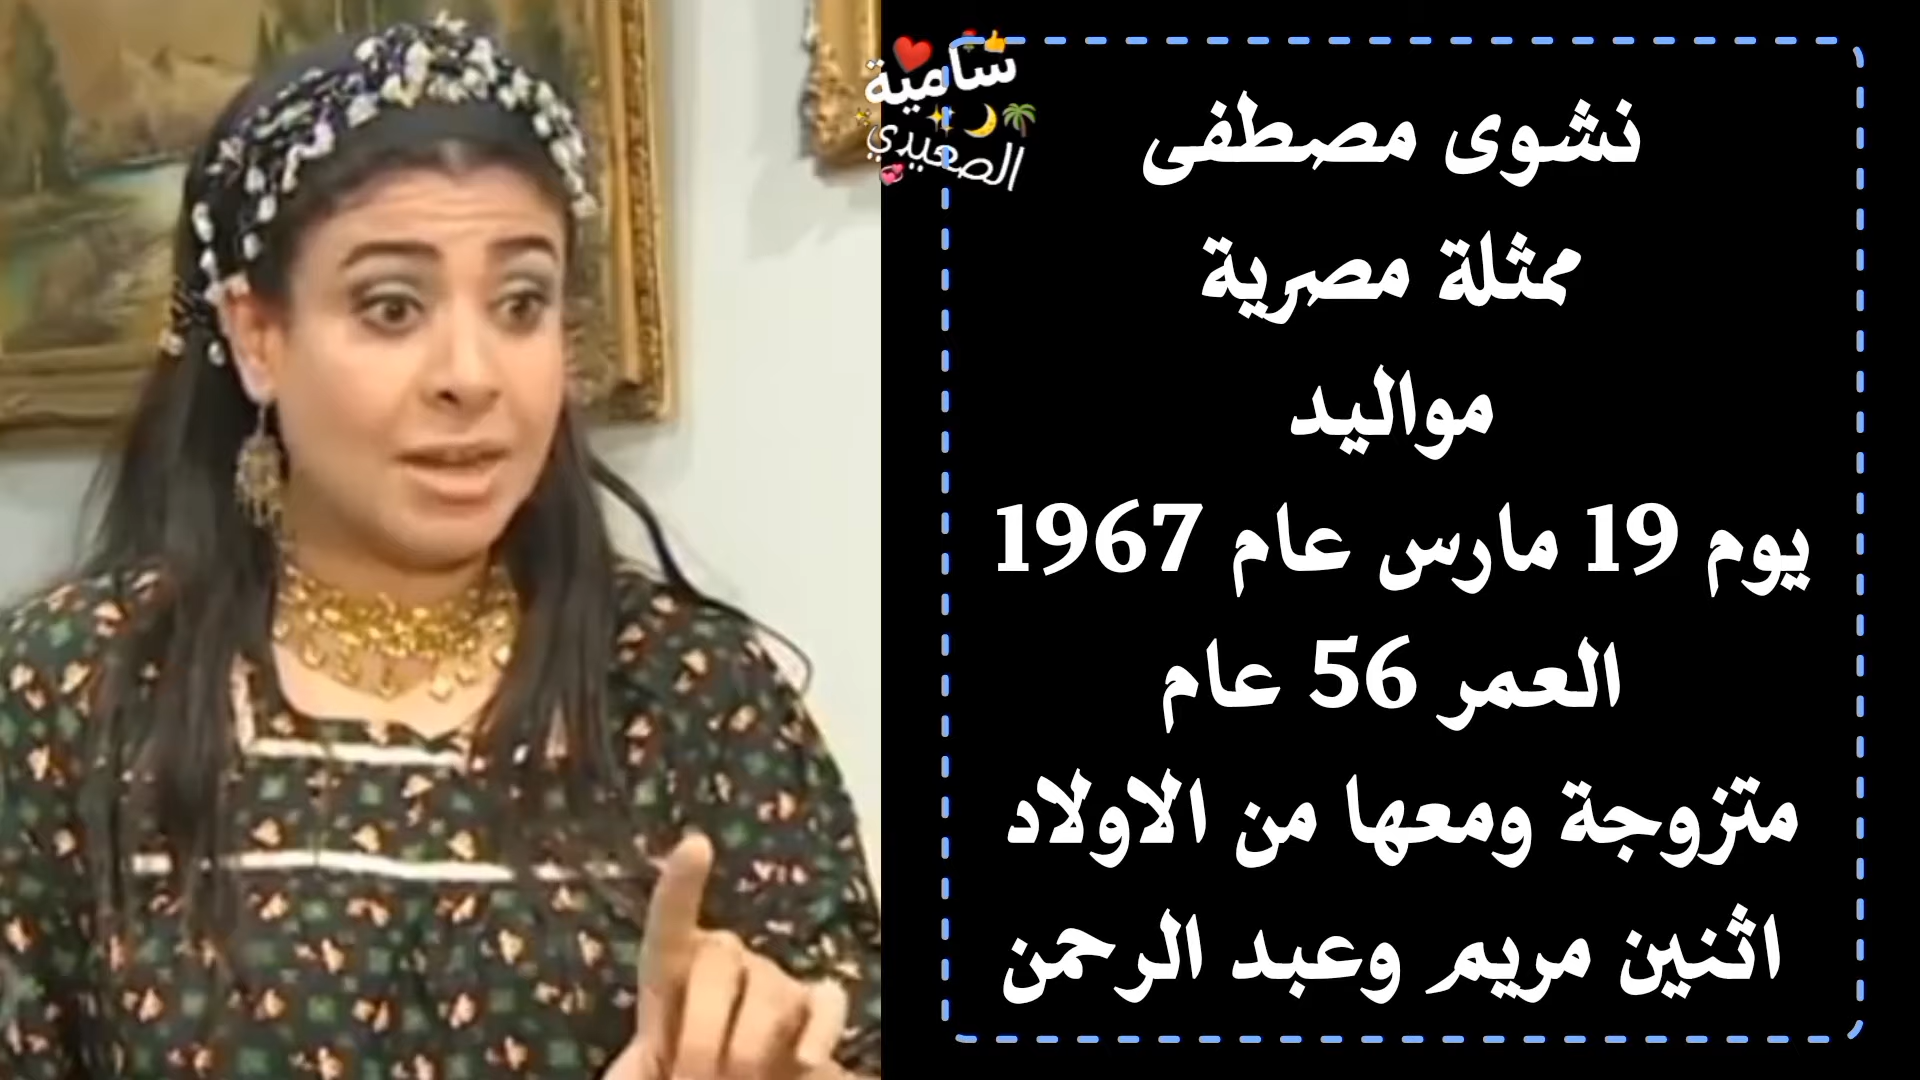 سامية
الصعيدي
نشوى مصطفى
ممثلة مصرية
مواليد
يوم 19 مارس عام 1967
العمر 56 عام
متزوجة ومعها من الاولاد
اثنين مريم وعبد الرحمن